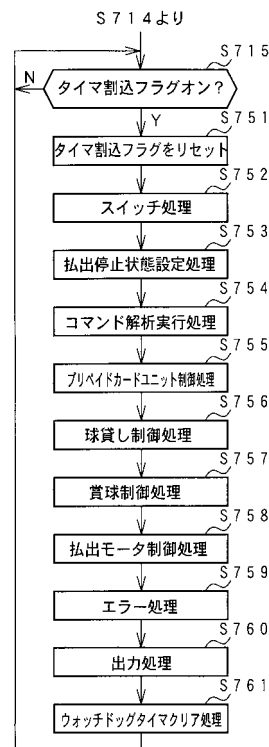 S714より
S715
N
タイマ割込フラグオン?
Y
S751
タイマ割込フラグをリセット
S752
スイッチ処理
S753
払出停止状態設定処理
S754
コマンド解析実行処理
S755
プリペイドカードユニット制御処理
S756
球貸し制御処理
S757
賞球制御処理
S758
払出モータ制御処理
S759
エラー処理
S760
出力処理
S761
ウォッチドッグタイマクリア処理